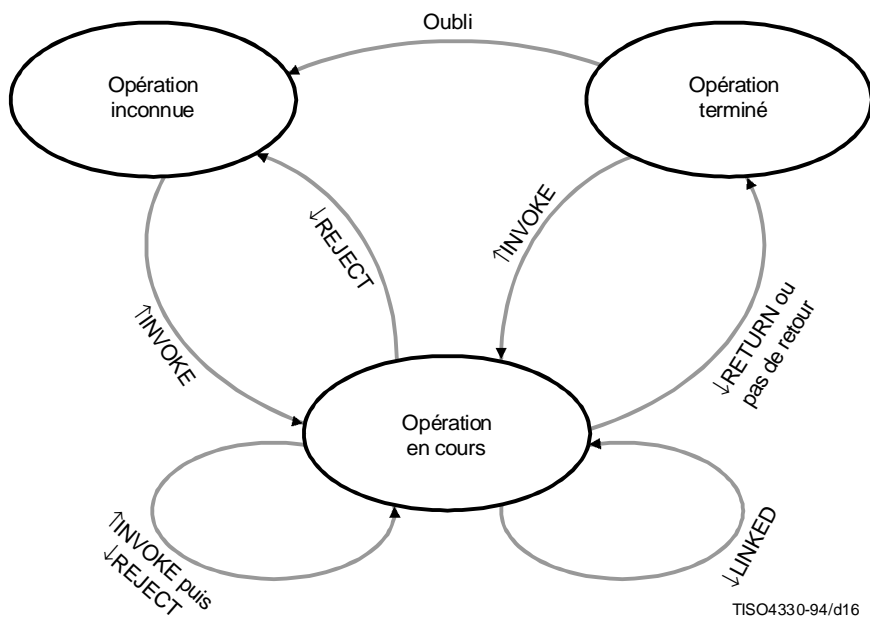 Oubli
Opération
inconnue
Opération
terminé
↓REJECT
↑INVOKE
↑INVOKE
↓RETURN ou
pas de retour
Opération
en cours
↑INVOKE puis
↓REJECT
↓LINKED
TISO4330-94/d16